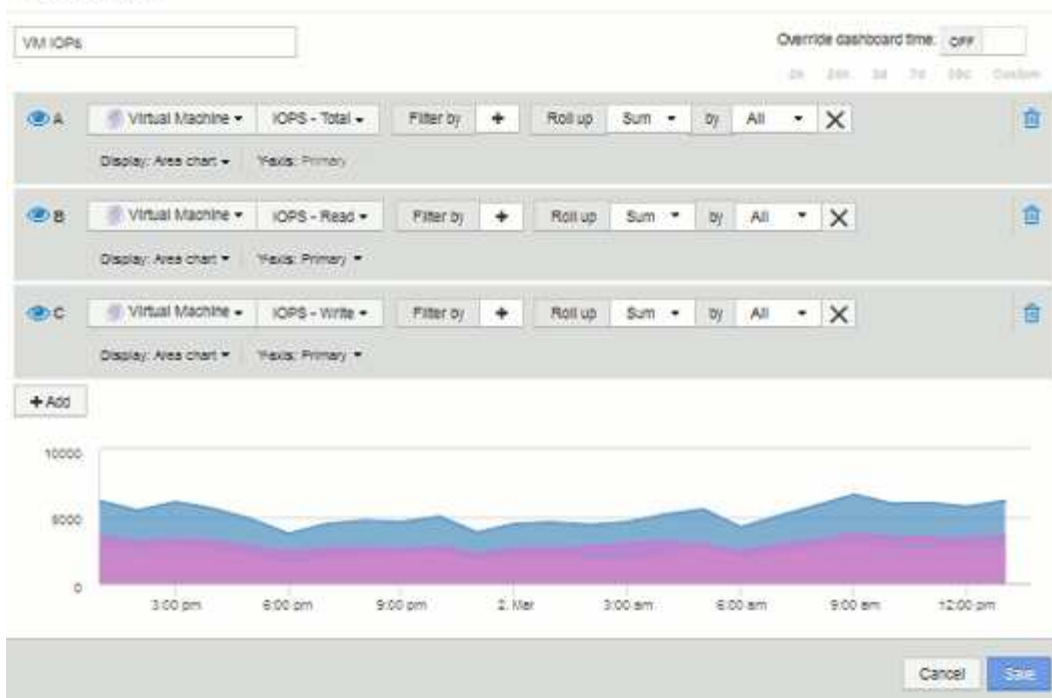 VM IOPs
Override dashboard time: OFF
24h 3d 7d Custom
A Virtual Machine IOPS - Total Filter by + Roll up Sum by All
Display: Area chart Y-axis: Primary
B Virtual Machine IOPS - Read Filter by + Roll up Sum by All
Display: Area chart Y-axis: Primary
C Virtual Machine IOPS - Write Filter by + Roll up Sum by All
Display: Area chart Y-axis: Primary
+ Add
10000
5000
0
3:00 pm 6:00 pm 9:00 pm 2. Mar 3:00 am 6:00 am 9:00 am 12:00 pm
Cancel Save